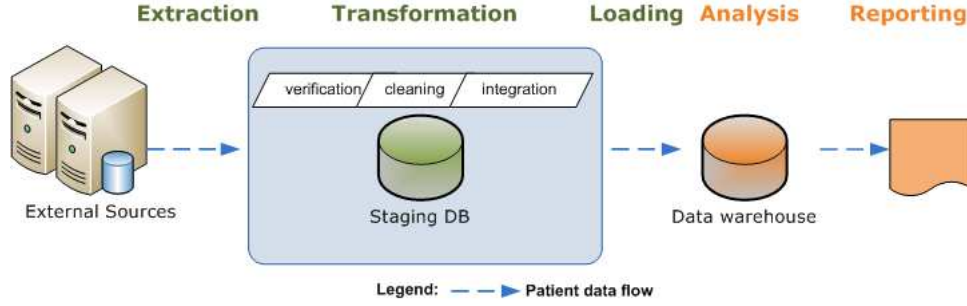 Extraction Transformation Loading Analysis Reporting
verification cleaning integration
External Sources
Staging DB
Data warehouse
Legend: Patient data flow